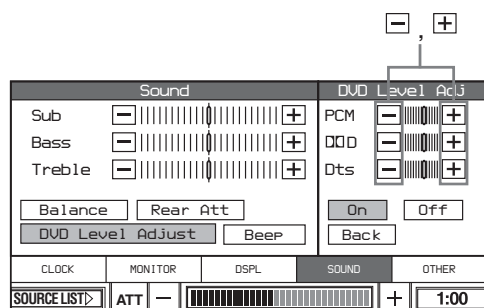 − , +
Sound DVD Level Adj
Sub − + PCM − +
Bass − + DD D − +
Treble − + Dts − +
Balance Rear Att On Off
DVD Level Adjust Beep Back
CLOCK MONITOR DSPL SOUND OTHER
SOURCE LIST ATT − + 1:00